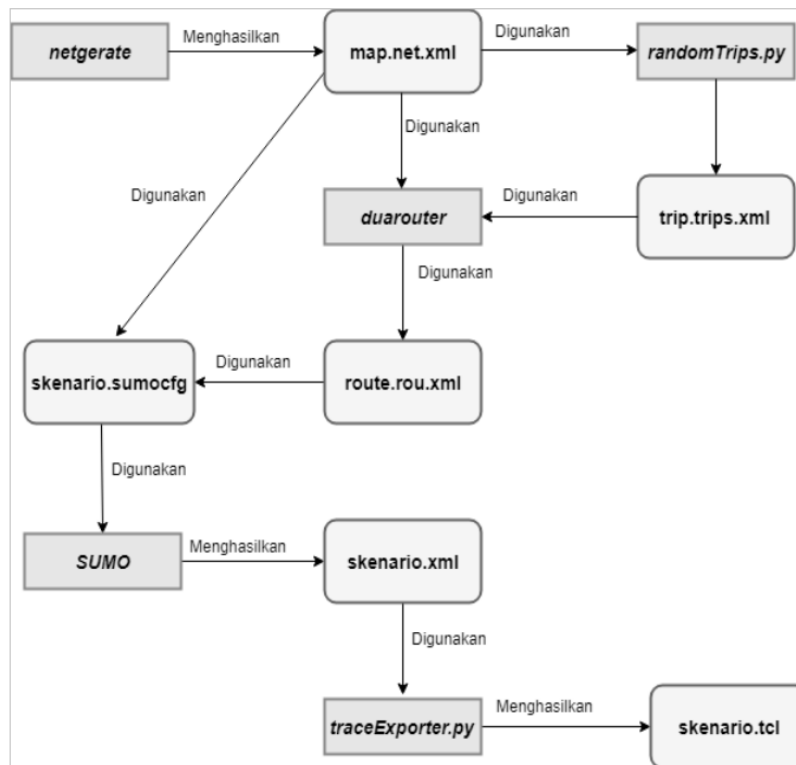 netgerate
Menghasilkan
map.net.xml
Digunakan
randomTrips.py
Digunakan
Digunakan
duarouter
Digunakan
trip.trips.xml
Digunakan
skenario.sumocfg
Digunakan
route.rou.xml
Digunakan
SUMO
Menghasilkan
skenario.xml
Digunakan
traceExporter.py
Menghasilkan
skenario.tcl